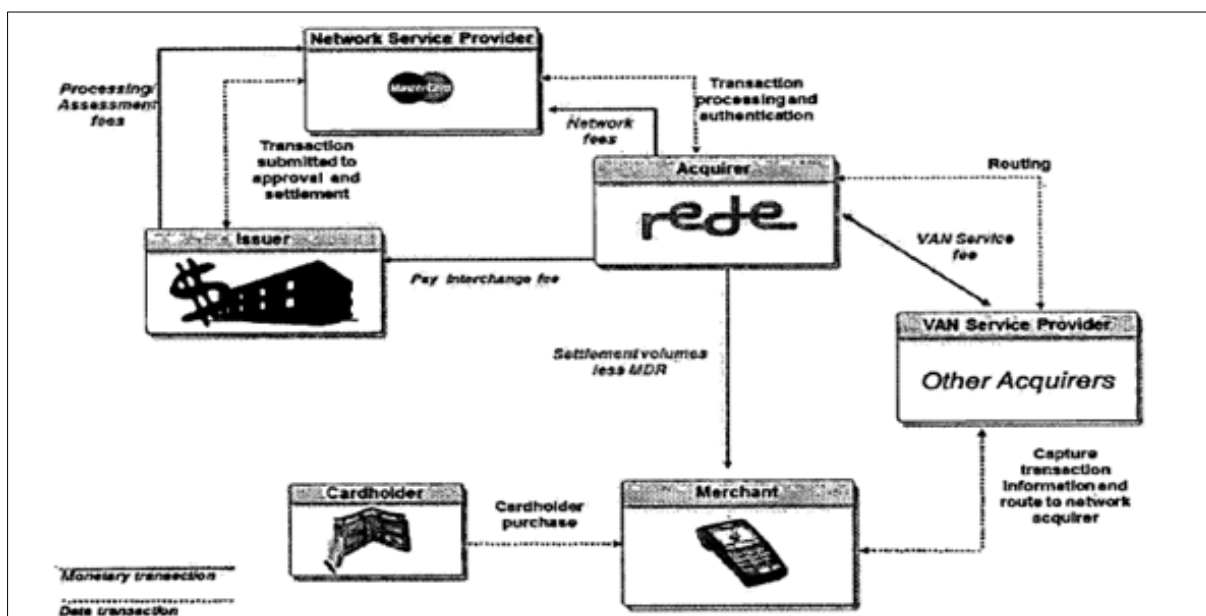 Network Service Provider
MasterCard
Processing/
Assessment
fees
Transaction
processing and
authentication
Network
fees
Transaction
submitted to
approval and
settlement
Acquirer
rede
Routing
Issuer
$
VAN Service
fee
Pay Interchange fee
VAN Service Provider
Other Acquirers
Settlement volumes
less MDR
Capture
transaction
information and
route to network
acquirer
Cardholder
Cardholder
purchase
Merchant
Monetary transaction
Data transaction